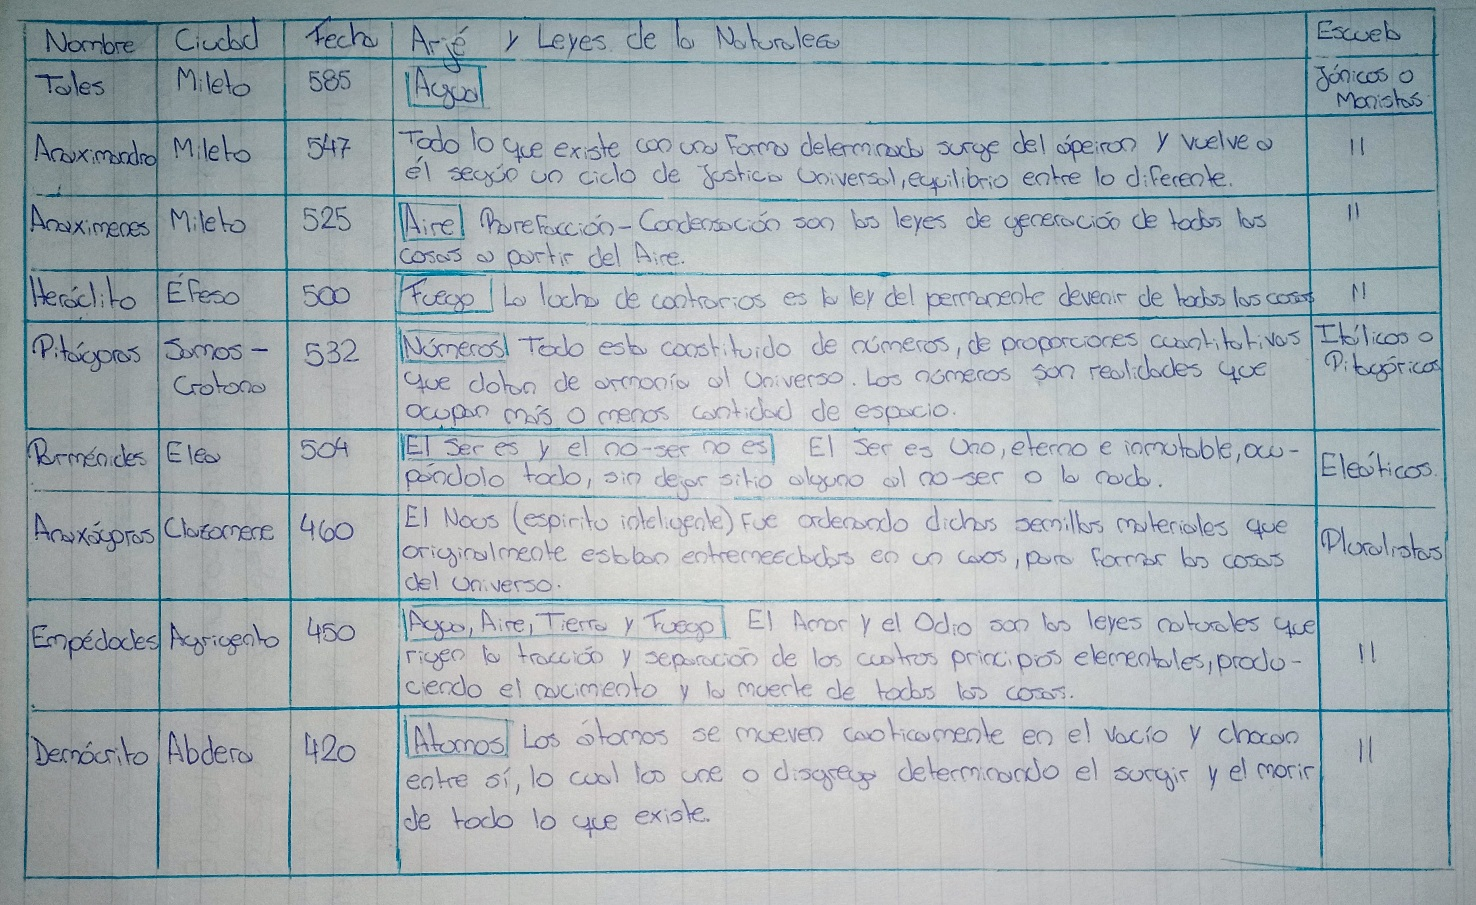 Nombre Ciudad Fecha Arjé y Leyes de la Naturaleza Escuela
Tales Mileto 585 Agua Jónicos o
Monistas
Anaximandro Mileto 547 Todo lo que existe con una Forma determinada surge del ápeiron y vuelve a "
él según un ciclo de Justicia Universal, equilibrio entre lo diferente.
Anaxímenes Mileto 525 Aire Rarefacción - Condensación son las leyes de generación de todas las "
cosas a partir del Aire.
Heráclito Éfeso 500 Fuego La lucha de contrarios es la ley del permanente devenir de todas las cosas "
Pitágoras Samos - 532 Números Todo esta constituido de números, de proporciones cuantitativas Itálicos o
Crotona que dotan de armonía al Universo. Los números son realidades que Pitagóricos
ocupan más o menos cantidad de espacio.
Parménides Elea 504 El Ser es y el no-ser no es El Ser es Uno, eterno e inmutable, ocu-
pándolo todo, sin dejar sitio alguno al no-ser o la nada. Eleáticos.
Anaxágoras Clazomene 460 El Nous (espíritu inteligente) Fue ordenando dichas semillas materiales que
originalmente estaban entremezcladas en un caos, para formar las cosas Pluralistas
del Universo.
Empédocles Agrigento 450 Agua, Aire, Tierra y Fuego El Amor y el Odio son las leyes naturales que
rigen la tracción y separación de los cuatros principios elementales, produ- "
ciendo el nacimiento y la muerte de todas las cosas.
Demócrito Abdera 420 Atomos Los átomos se mueven caoticamente en el vacío y chocan "
entre sí, lo cual los une o disgrega determinando el surgir y el morir
de todo lo que existe.